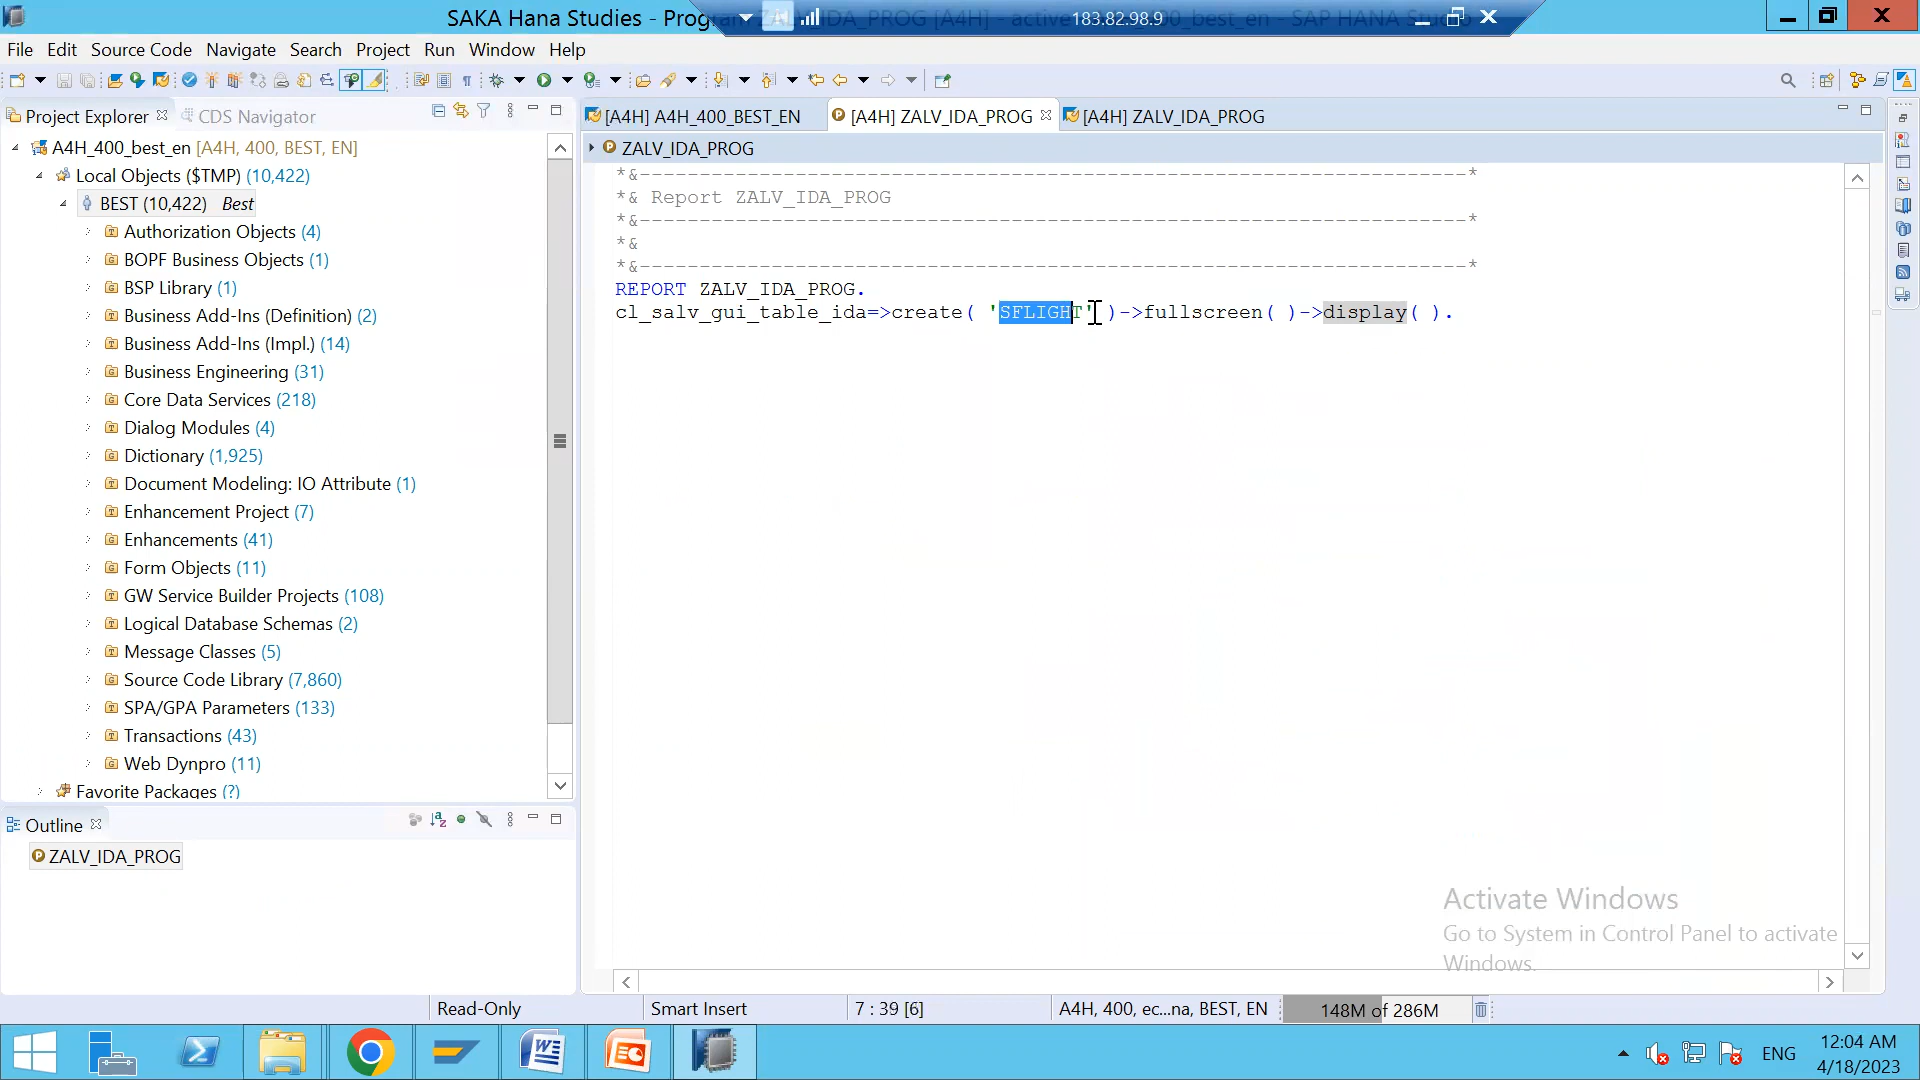 SAKA Hana Studies - Program ZALV_IDA_PROG [A4H] - active
183.82.98.9
00_best_en - SAP HANA Stu
File Edit Source Code Navigate Search Project Run Window Help
Project Explorer CDS Navigator
[A4H] A4H_400_BEST_EN [A4H] ZALV_IDA_PROG [A4H] ZALV_IDA_PROG
ZALV_IDA_PROG
A4H_400_best_en [A4H, 400, BEST, EN]
Local Objects ($TMP) (10,422)
BEST (10,422) Best
Authorization Objects (4)
BOPF Business Objects (1)
BSP Library (1)
Business Add-Ins (Definition) (2)
Business Add-Ins (Impl.) (14)
Business Engineering (31)
Core Data Services (218)
Dialog Modules (4)
Dictionary (1,925)
Document Modeling: IO Attribute (1)
Enhancement Project (7)
Enhancements (41)
Form Objects (11)
GW Service Builder Projects (108)
Logical Database Schemas (2)
Message Classes (5)
Source Code Library (7,860)
SPA/GPA Parameters (133)
Transactions (43)
Web Dynpro (11)
Favorite Packages (?)
*&---------------------------------------------------------------------*
*& Report ZALV_IDA_PROG
*&---------------------------------------------------------------------*
*&
*&---------------------------------------------------------------------*
REPORT ZALV_IDA_PROG.
cl_salv_gui_table_ida=>create( 'SFLIGHT' )->fullscreen( )->display( ).
Outline
ZALV_IDA_PROG
Activate Windows
Go to System in Control Panel to activate
Windows.
Read-Only Smart Insert 7 : 39 [6] A4H, 400, ec...na, BEST, EN 148M of 286M
ENG
12:04 AM
4/18/2023